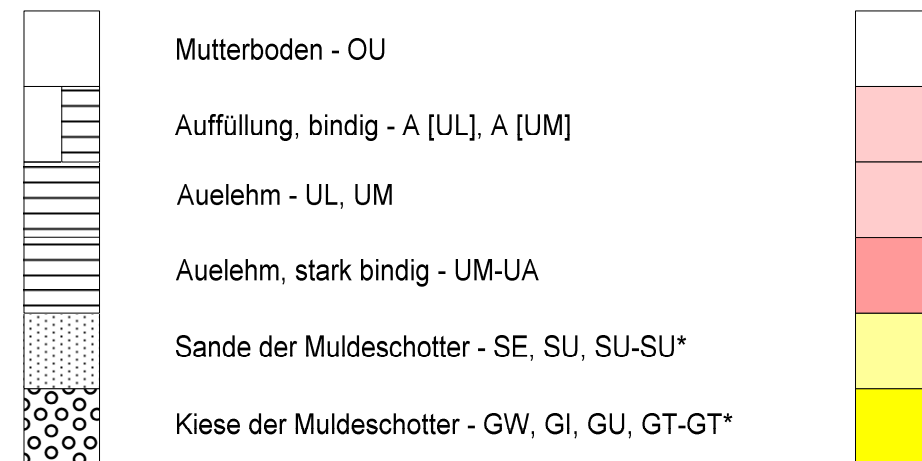 Mutterboden - OU
Auffüllung, bindig - A [UL], A [UM]
Auelehm - UL, UM
Auelehm, stark bindig - UM-UA
Sande der Muldeschotter - SE, SU, SU-SU*
Kiese der Muldeschotter - GW, GI, GU, GT-GT*